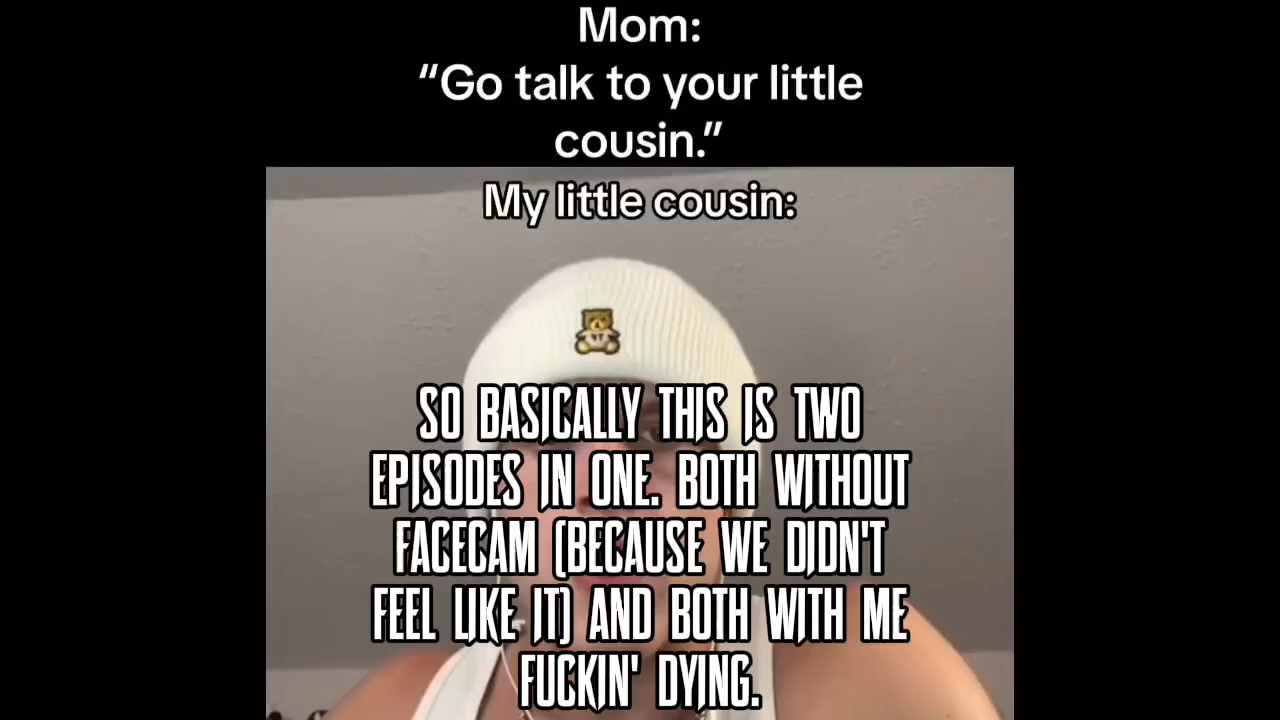 Mom:
“Go talk to your little
cousin.”
My little cousin:
SO BASICALLY THIS IS TWO
EPISODES IN ONE. BOTH WITHOUT
FACECAM (BECAUSE WE DIDN'T
FEEL LIKE IT) AND BOTH WITH ME
FUCKIN' DYING.